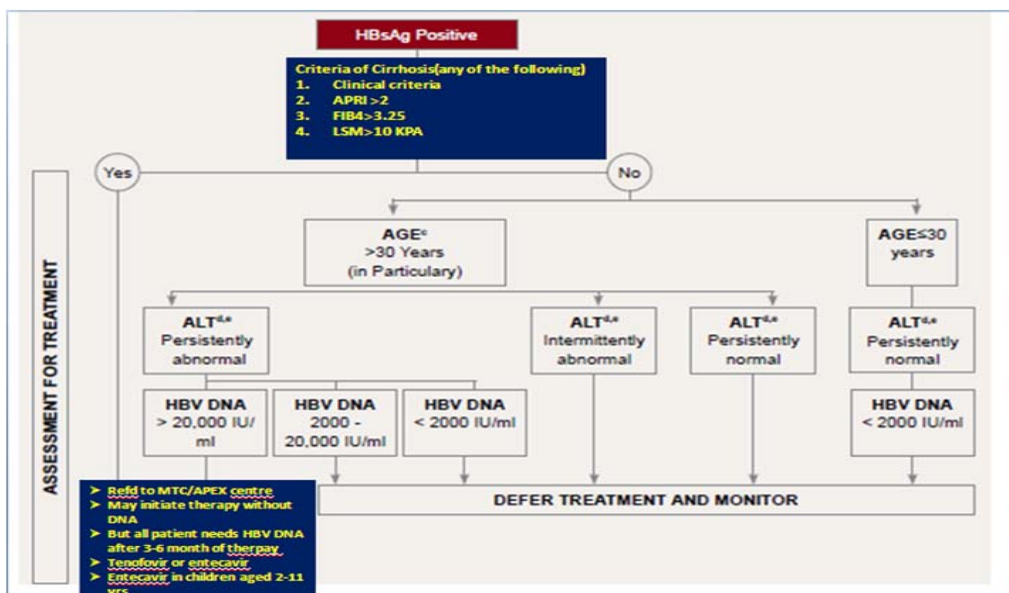 HBsAg Positive
Criteria of Cirrhosis(any of the following)
1. Clinical criteria
2. APRI >2
3. FIB4>3.25
4. LSM>10 KPA
Yes
No
ASSESSMENT FOR TREATMENT
AGEᶜ
>30 Years
(in Particulary)
AGE≤30
years
ALTᵈ,ᵉ
Persistently
abnormal
ALTᵈ,ᵉ
Intermittently
abnormal
ALTᵈ,ᵉ
Persistently
normal
ALTᵈ,ᵉ
Persistently
normal
HBV DNA
> 20,000 IU/
ml
HBV DNA
2000 -
20,000 IU/ml
HBV DNA
< 2000 IU/ml
HBV DNA
< 2000 IU/ml
➤ Refd to MTC/APEX centre
➤ May initiate therapy without
DNA
➤ But all patient needs HBV DNA
after 3-6 month of therpay
➤ Tenofovir or entecavir
➤ Entecavir in children aged 2-11
yrs
DEFER TREATMENT AND MONITOR